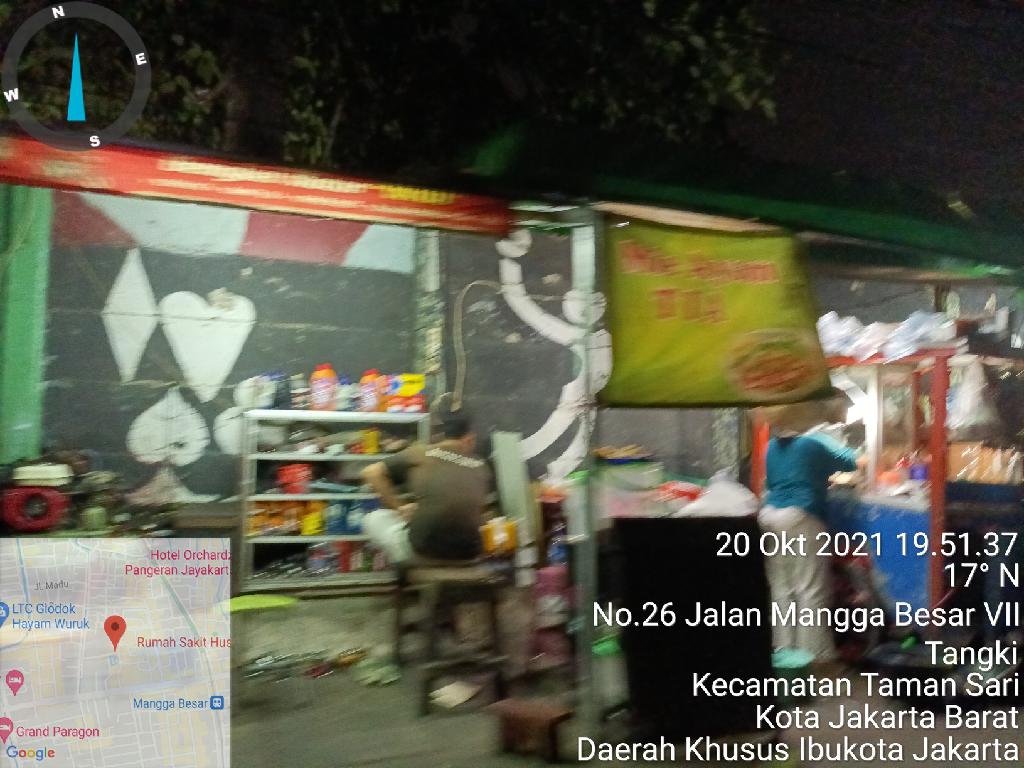 N
E
W
S
Mie Ayam
20 Okt 2021 19.51.37
17° N
No.26 Jalan Mangga Besar VII
Tangki
Kecamatan Taman Sari
Kota Jakarta Barat
Daerah Khusus Ibukota Jakarta
Hotel Orchardz
Pangeran Jayakart
JL. Madu
LTC Glodok
Hayam Wuruk
Rumah Sakit Hus
Mangga Besar
Grand Paragon
Google